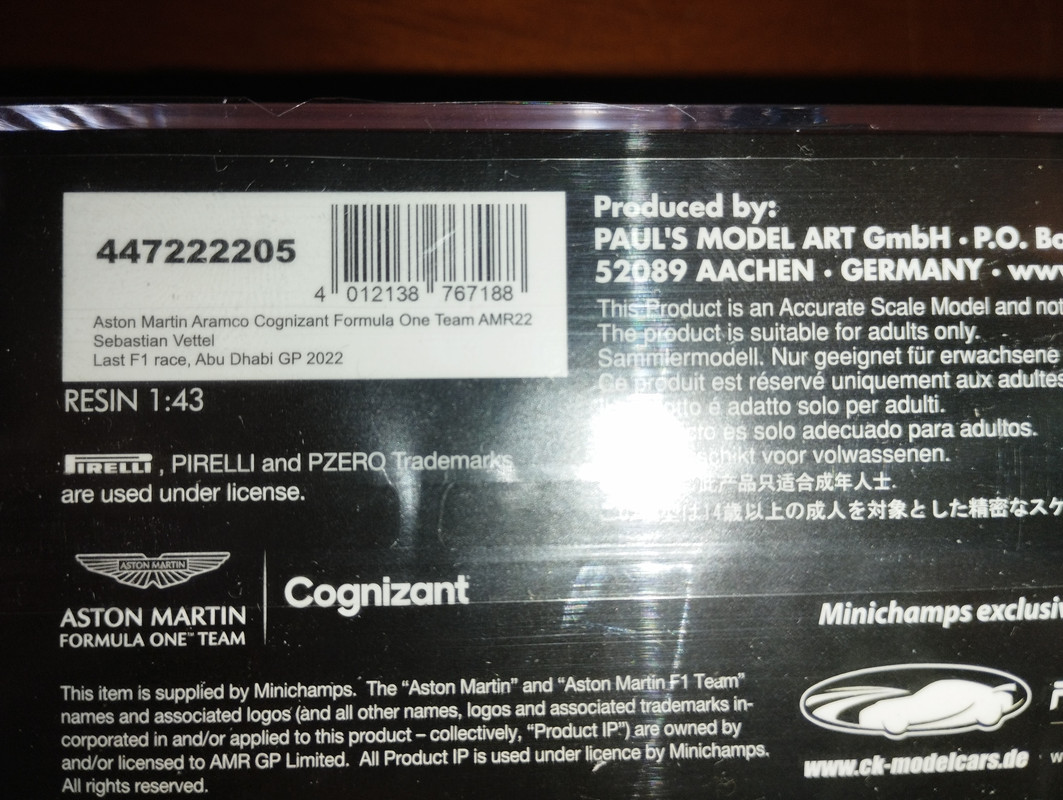 447222205
4 012138 767188
Aston Martin Aramco Cognizant Formula One Team AMR22
Sebastian Vettel
Last F1 race, Abu Dhabi GP 2022
RESIN 1:43
PIRELLI , PIRELLI and PZERO Trademarks
are used under license.
ASTON MARTIN
ASTON MARTIN
FORMULA ONE™ TEAM
Cognizant
This item is supplied by Minichamps. The “Aston Martin” and “Aston Martin F1 Team”
names and associated logos (and all other names, logos and associated trademarks in-
corporated in and/or applied to this product – collectively, “Product IP”) are owned by
and/or licensed to AMR GP Limited. All Product IP is used under licence by Minichamps.
All rights reserved.
Produced by:
PAUL'S MODEL ART GmbH • P.O.
52089 AACHEN • GERMANY •
This Product is an Accurate Scale Model and
The product is suitable for adults only.
Sammlermodell. Nur geeignet für erwachsene
Ce produit est réservé uniquement aux
é adatto solo per adulti.
es solo adecuado para adultos.
voor volwassenen.
此产品只适合成年人士.
は14歳以上の成人を対象とした精密な
Minichamps
www.ck-modelcars.de